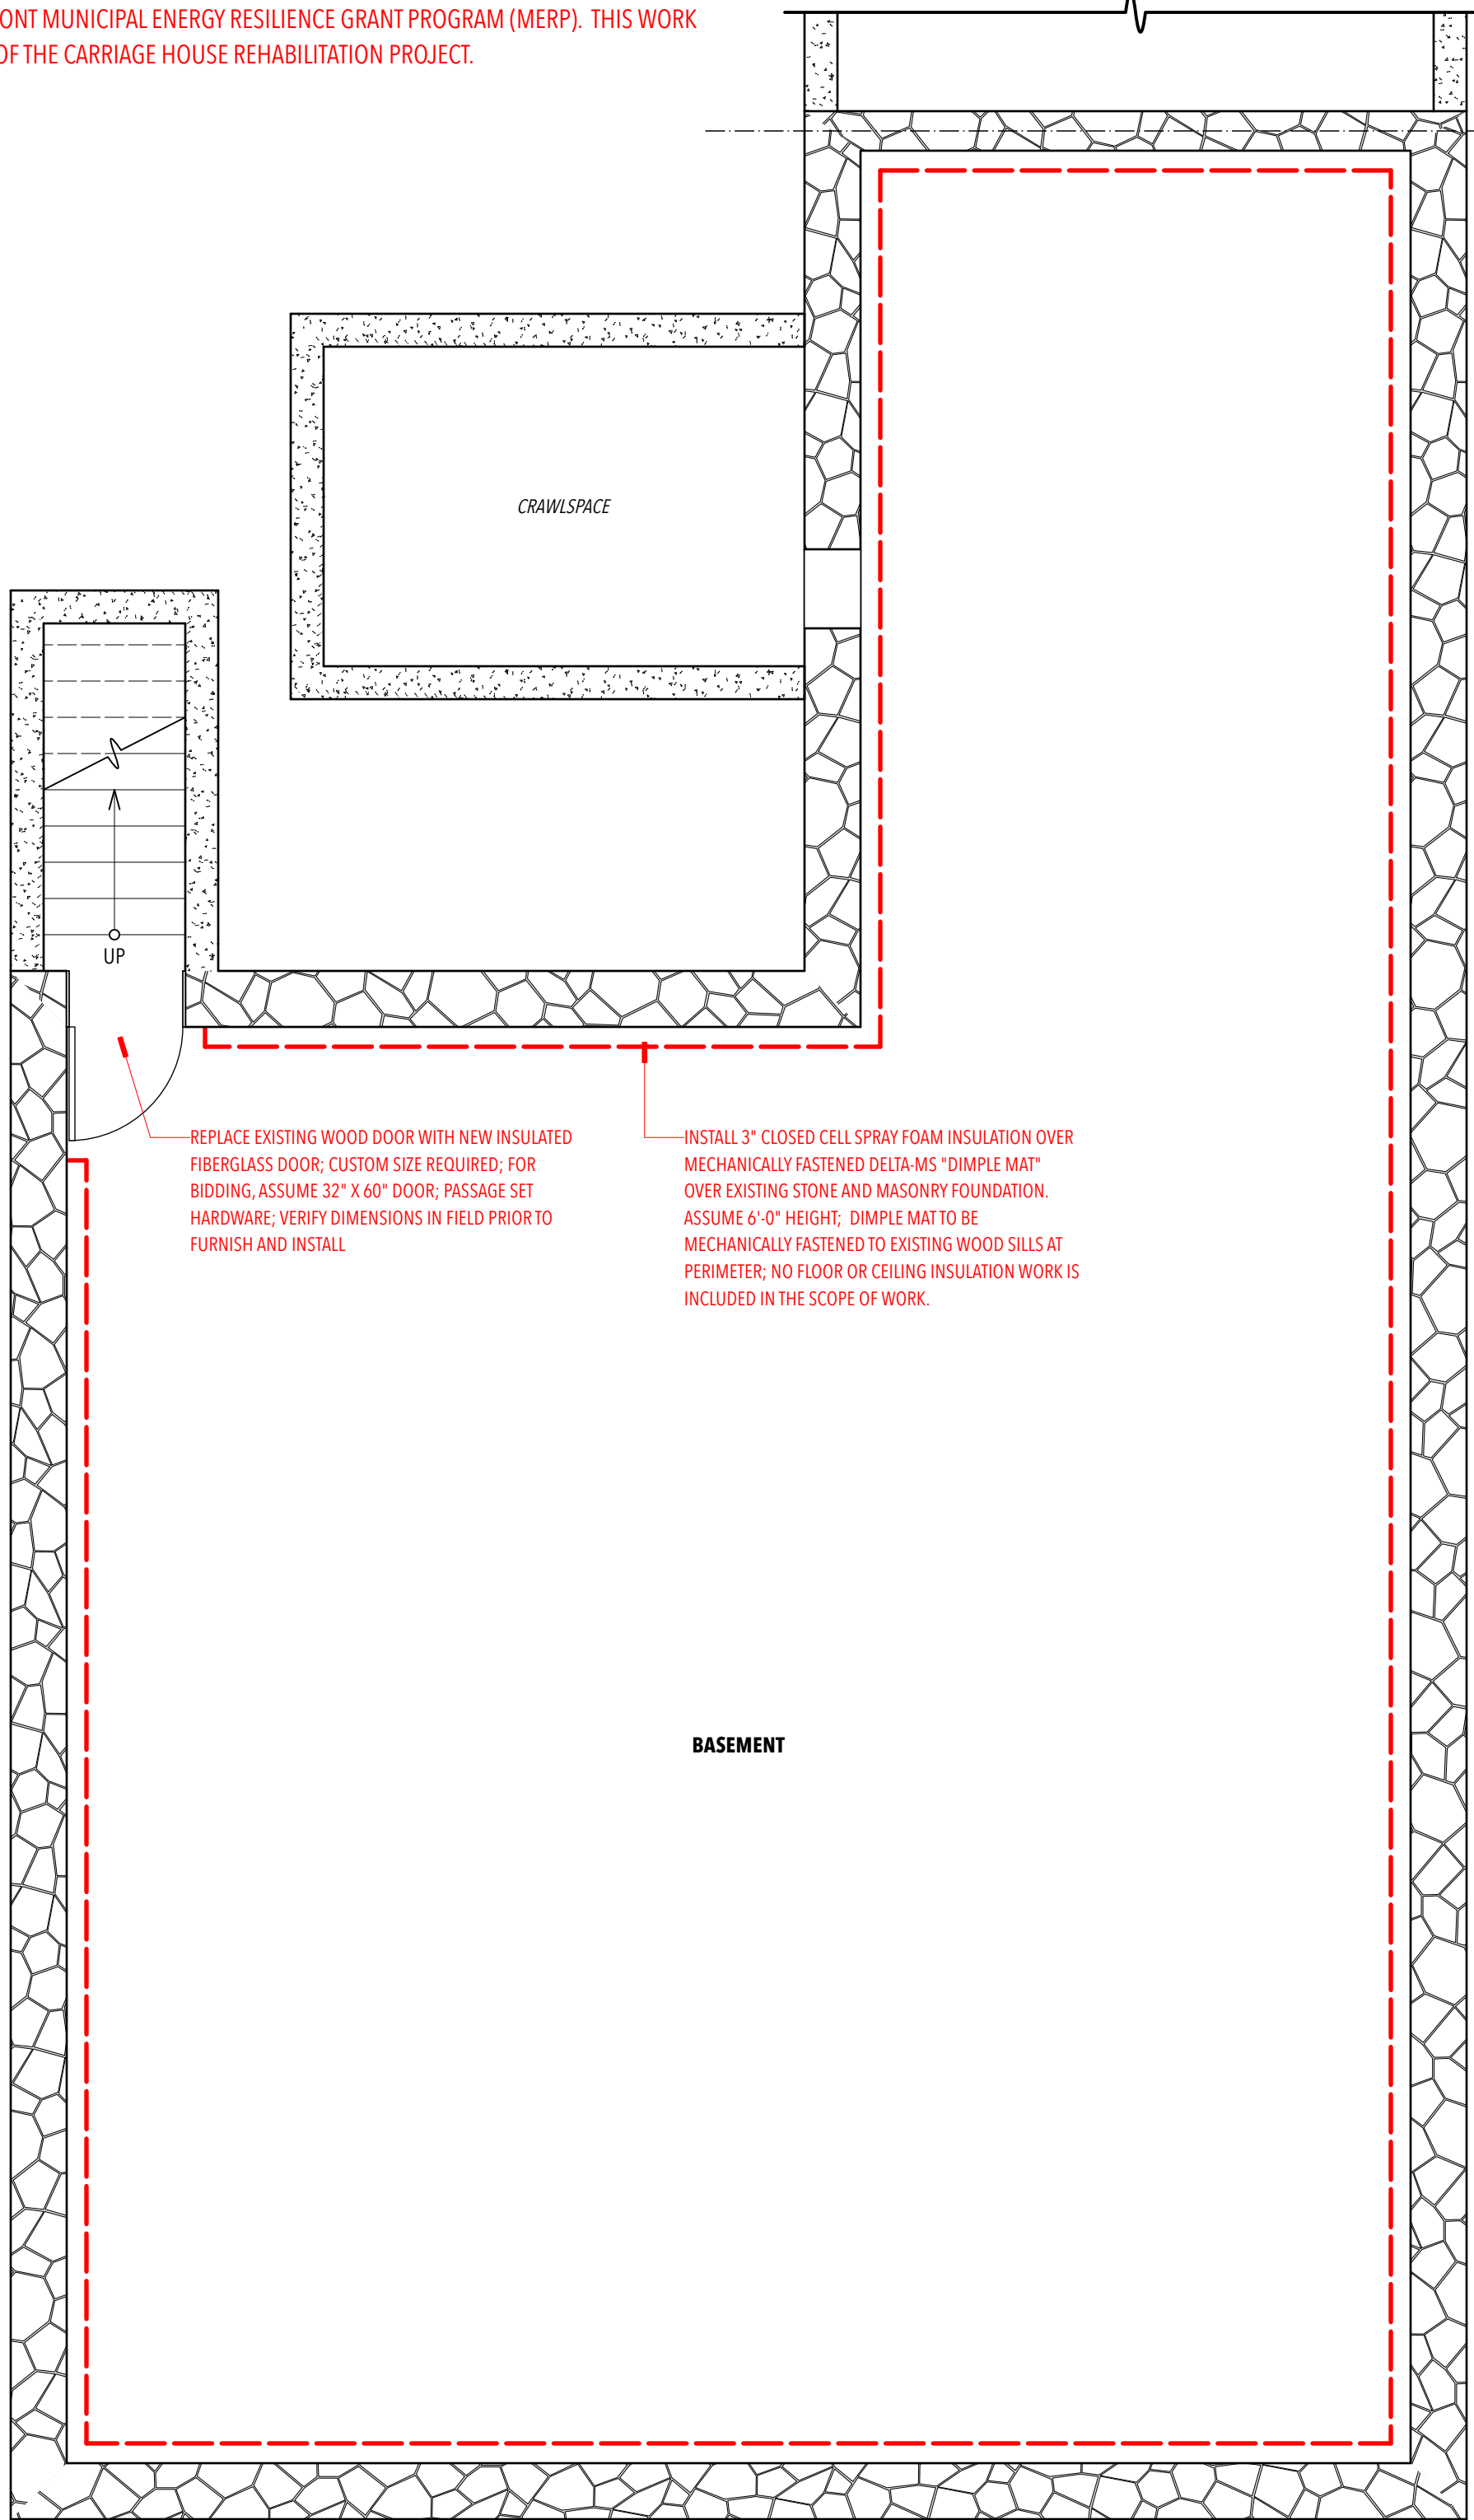 ONT MUNICIPAL ENERGY RESILIENCE GRANT PROGRAM (MERP). THIS WORK
OF THE CARRIAGE HOUSE REHABILITATION PROJECT.
CRAWLSPACE
UP
REPLACE EXISTING WOOD DOOR WITH NEW INSULATED
FIBERGLASS DOOR; CUSTOM SIZE REQUIRED; FOR
BIDDING, ASSUME 32" X 60" DOOR; PASSAGE SET
HARDWARE; VERIFY DIMENSIONS IN FIELD PRIOR TO
FURNISH AND INSTALL
INSTALL 3" CLOSED CELL SPRAY FOAM INSULATION OVER
MECHANICALLY FASTENED DELTA-MS "DIMPLE MAT"
OVER EXISTING STONE AND MASONRY FOUNDATION.
ASSUME 6'-0" HEIGHT; DIMPLE MAT TO BE
MECHANICALLY FASTENED TO EXISTING WOOD SILLS AT
PERIMETER; NO FLOOR OR CEILING INSULATION WORK IS
INCLUDED IN THE SCOPE OF WORK.
BASEMENT